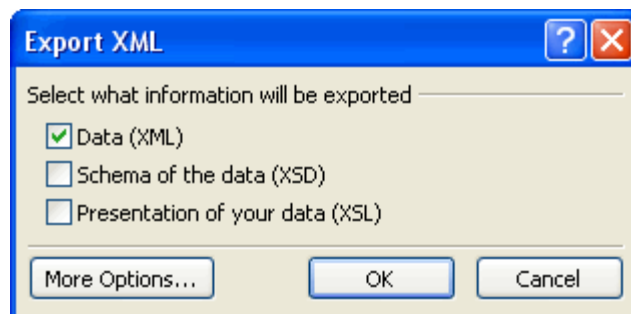 Export XML
Select what information will be exported
Data (XML)
Schema of the data (XSD)
Presentation of your data (XSL)
More Options... OK Cancel